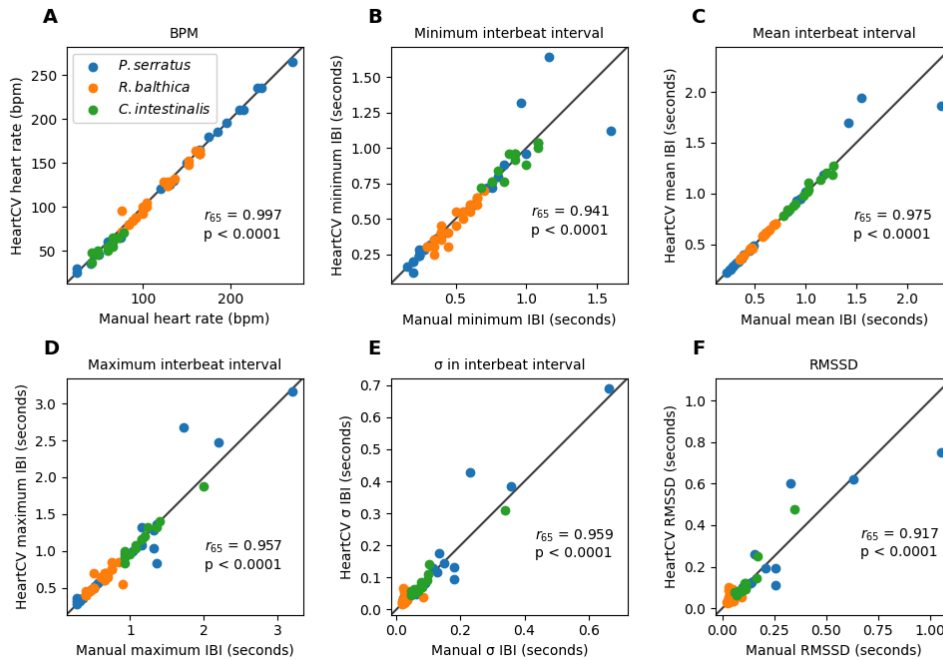 A
BPM
HeartCV heart rate (bpm)
250
200
150
100
50
P. serratus
R. balthica
C. intestinalis
r65 = 0.997
p < 0.0001
100
200
Manual heart rate (bpm)
B
Minimum interbeat interval
HeartCV minimum IBI (seconds)
1.50
1.25
1.00
0.75
0.50
0.25
r65 = 0.941
p < 0.0001
0.5
1.0
1.5
Manual minimum IBI (seconds)
C
Mean interbeat interval
HeartCV mean IBI (seconds)
2.0
1.5
1.0
0.5
r65 = 0.975
p < 0.0001
0.5
1.0
1.5
2.0
Manual mean IBI (seconds)
D
Maximum interbeat interval
HeartCV maximum IBI (seconds)
3.0
2.5
2.0
1.5
1.0
0.5
r65 = 0.957
p < 0.0001
1
2
3
Manual maximum IBI (seconds)
E
σ in interbeat interval
HeartCV σ IBI (seconds)
0.7
0.6
0.5
0.4
0.3
0.2
0.1
0.0
r65 = 0.959
p < 0.0001
0.0
0.2
0.4
0.6
Manual σ IBI (seconds)
F
RMSSD
HeartCV RMSSD (seconds)
1.0
0.8
0.6
0.4
0.2
0.0
r65 = 0.917
p < 0.0001
0.00
0.25
0.50
0.75
1.00
Manual RMSSD (seconds)